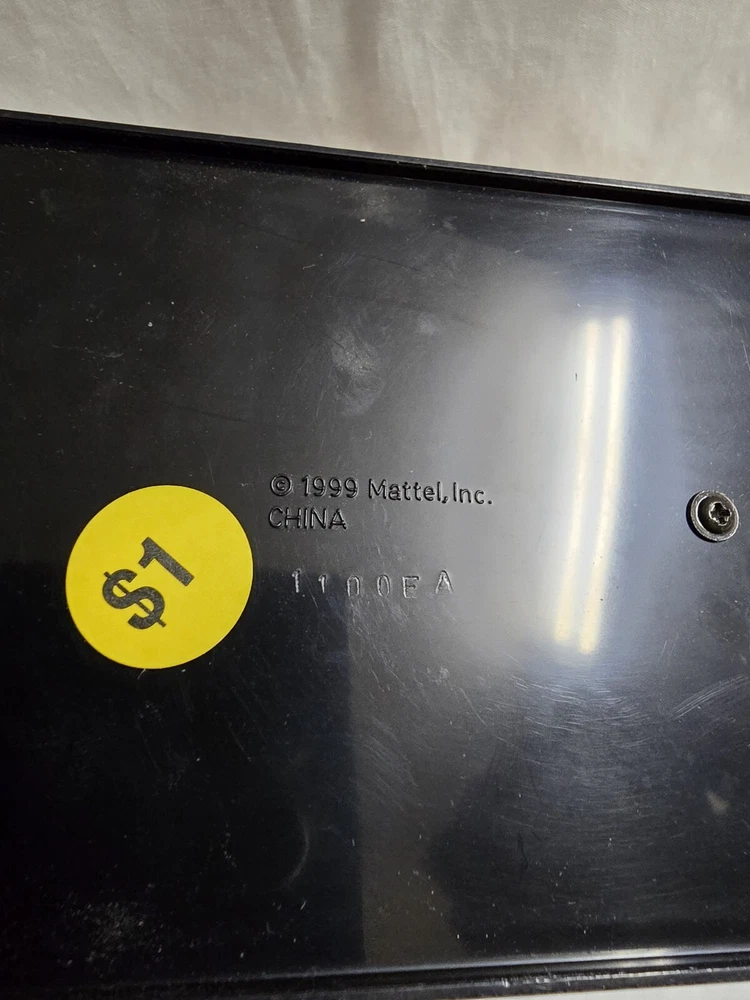 © 1999 Mattel, Inc.
CHINA
1100EA
$1